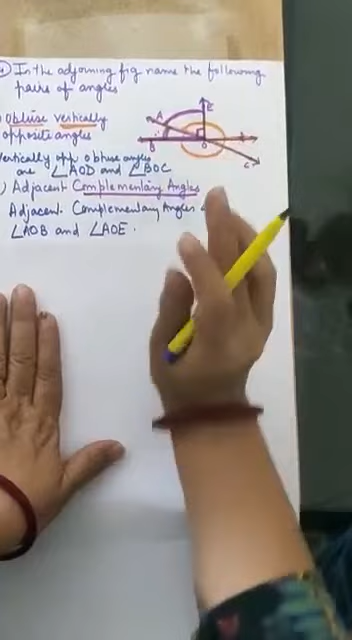 In the adjoining fig name the following
pairs of angles
Obtuse vertically
opposite angles
A
E
D
B
O
C
Vertically opp obtuse angles
are ∠AOD and ∠BOC
) Adjacent Complementary Angles
Adjacent Complementary Angles
∠AOB and ∠AOE.